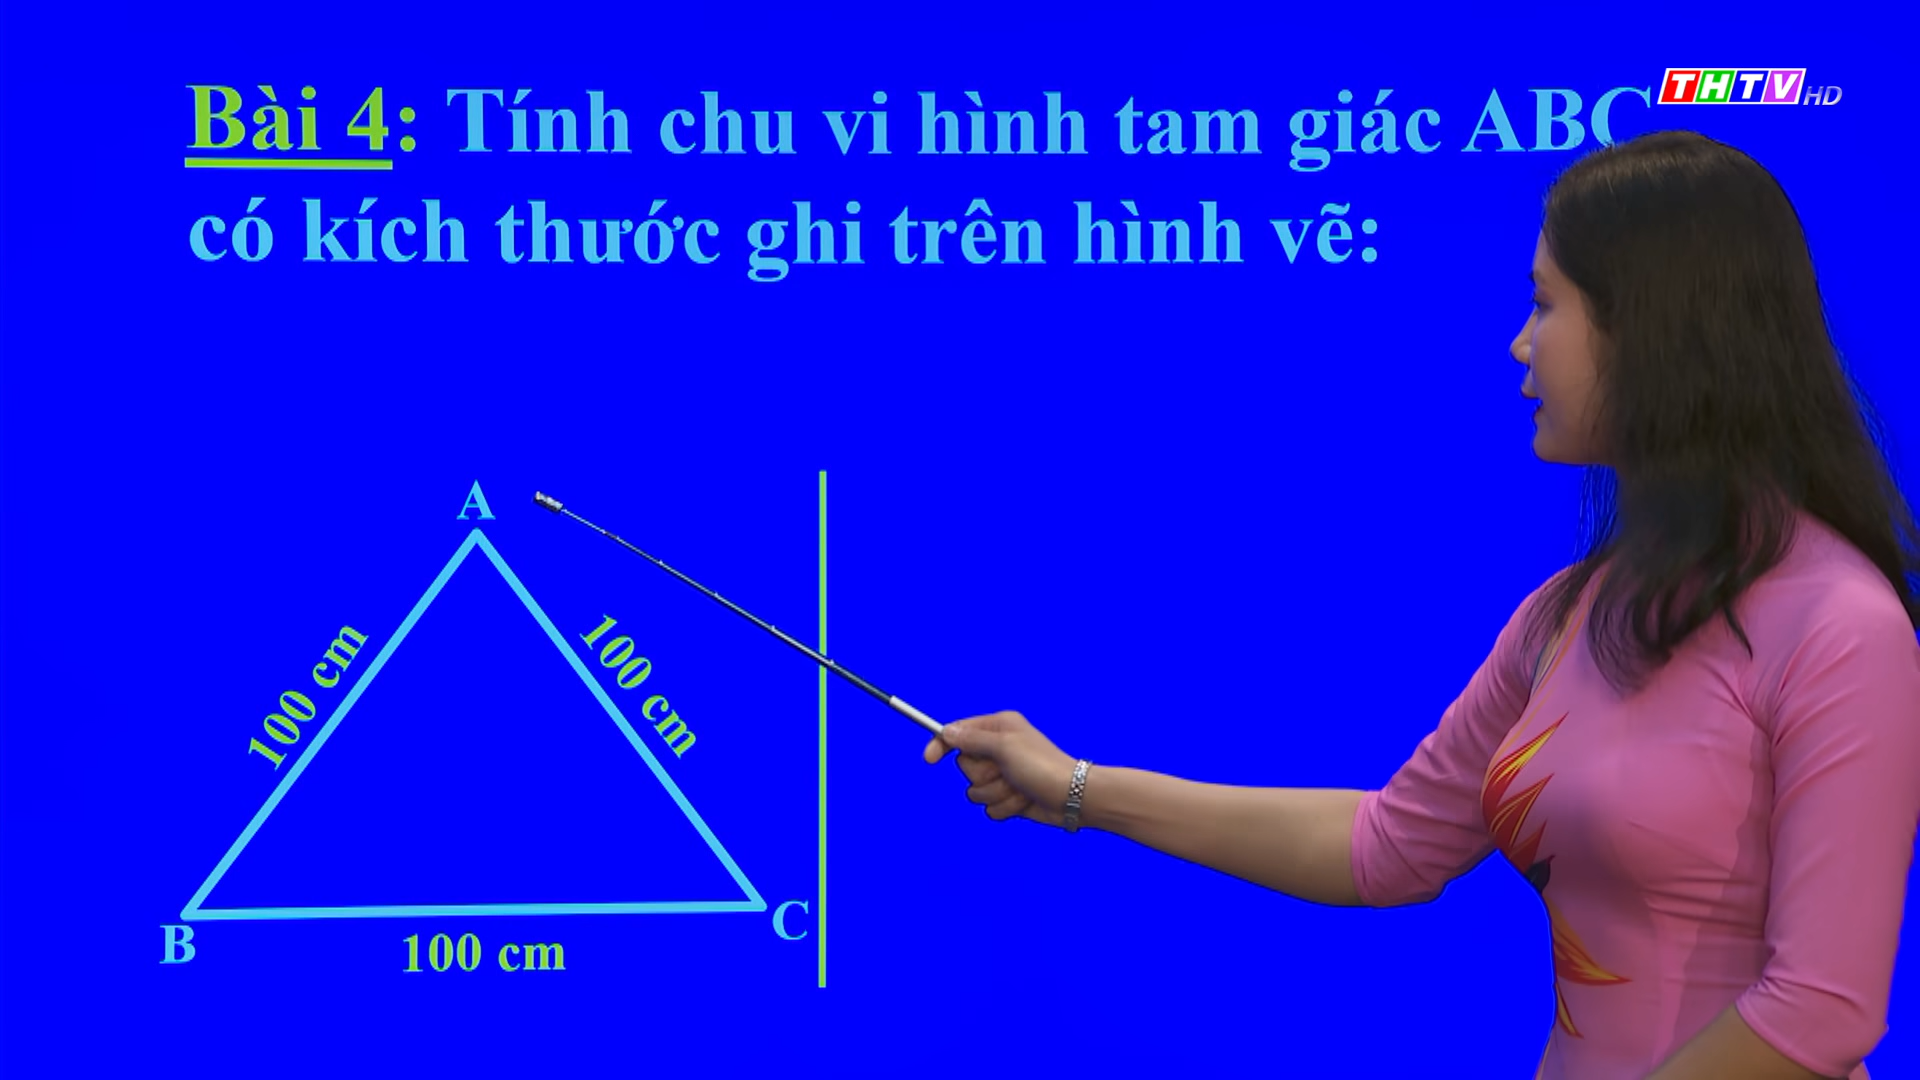 THTV HD
Bài 4: Tính chu vi hình tam giác ABC
có kích thước ghi trên hình vẽ:
A
100 cm
100 cm
B
C
100 cm